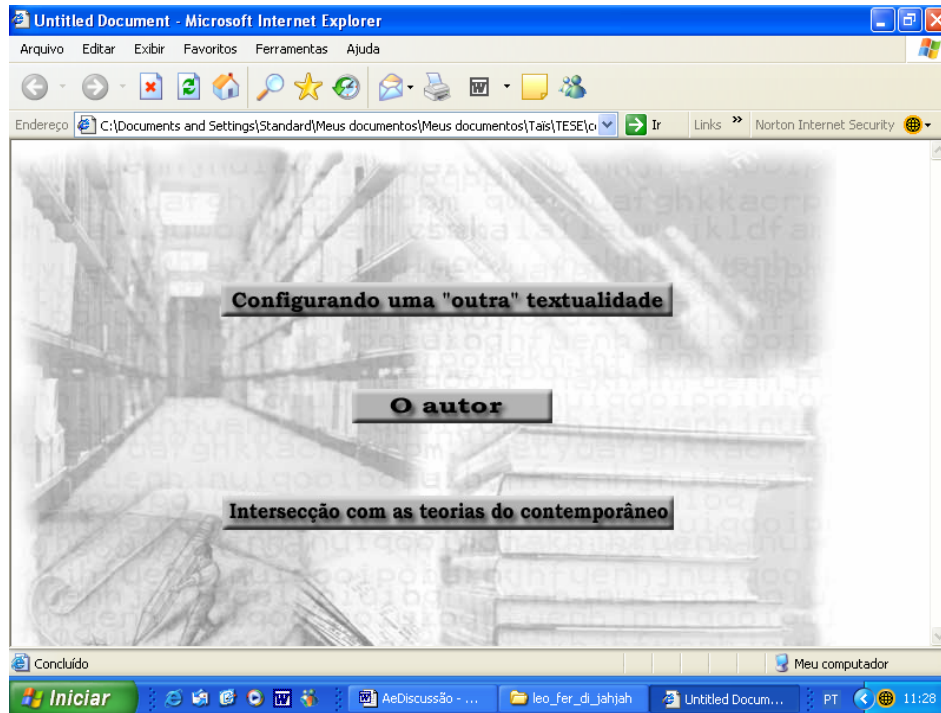 Untitled Document - Microsoft Internet Explorer
Arquivo Editar Exibir Favoritos Ferramentas Ajuda
Endereço C:\Documents and Settings\Standard\Meus documentos\Meus documentos\Taïs\TESE\ Ir Links » Norton Internet Security
Configurando uma "outra" textualidade
O autor
Intersecção com as teorias do contemporâneo
Concluído Meu computador
Iniciar AeDiscussão - ... leo_fer_di_jahjah Untitled Docum... PT 11:28